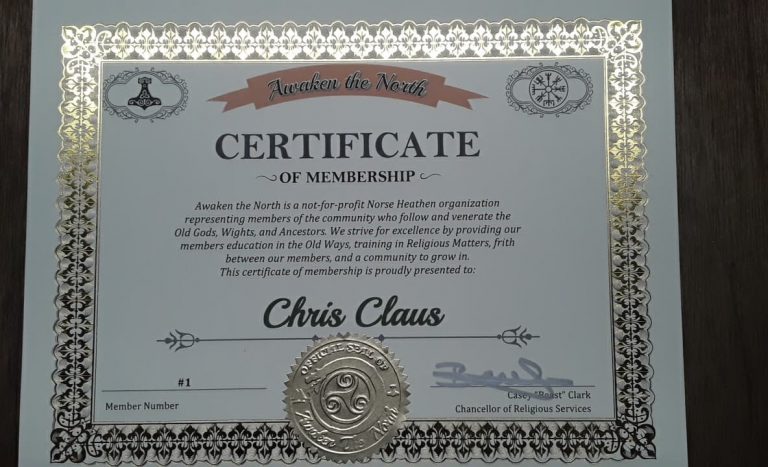 Awaken the North
CERTIFICATE
OF MEMBERSHIP
Awaken the North is a not-for-profit Norse Heathen organization
representing members of the community who follow and venerate the
Old Gods, Wights, and Ancestors. We strive for excellence by providing our
members education in the Old Ways, training in Religious Matters, frith
between our members, and a community to grow in.
This certificate of membership is proudly presented to:
Chris Claus
#1
Member Number
OFFICIAL SEAL OF
Awaken The North
Casey "Beast" Clark
Chancellor of Religious Services